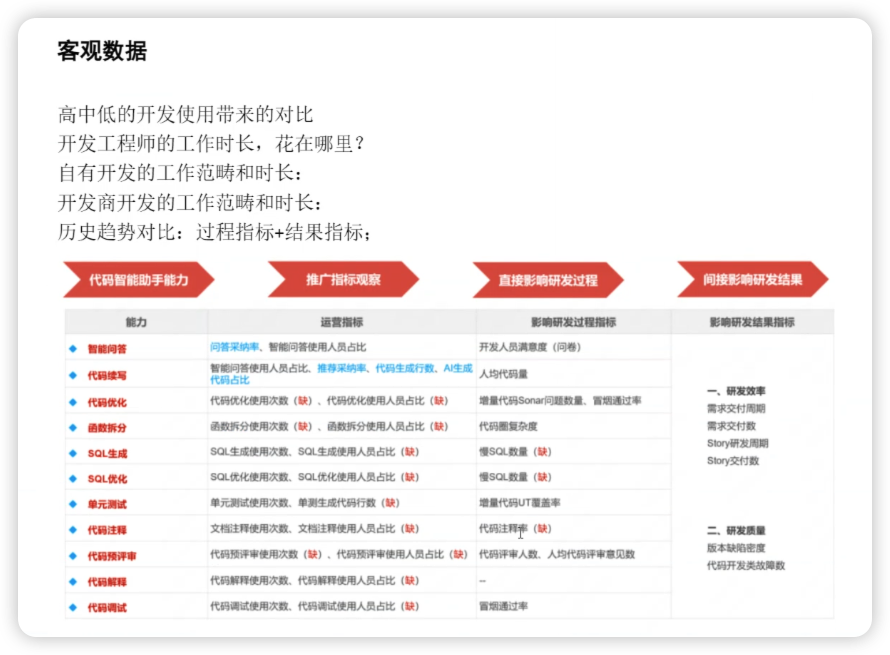 客观数据
高中低的开发使用带来的对比
开发工程师的工作时长，花在哪里？
自有开发的工作范畴和时长：
开发商开发的工作范畴和时长：
历史趋势对比：过程指标+结果指标；
代码智能助手能力 推广指标观察 直接影响研发过程 间接影响研发结果
能力 运营指标 影响研发过程指标 影响研发结果指标
智能问答 问答采纳率、智能问答使用人员占比 开发人员满意度（问卷）
代码续写 智能问答使用人员占比、推荐采纳率、代码生成行数、AI生成
代码占比 人均代码量
代码优化 代码优化使用次数（缺）、代码优化使用人员占比（缺） 增量代码Sonar问题数量、冒烟通过率
函数拆分 函数拆分使用次数（缺）、函数拆分使用人员占比（缺） 代码圈复杂度
SQL生成 SQL生成使用次数、SQL生成使用人员占比（缺） 慢SQL数量（缺）
SQL优化 SQL优化使用次数、SQL优化使用人员占比（缺） 慢SQL数量（缺）
单元测试 单元测试使用次数、单测生成代码行数（缺） 增量代码UT覆盖率
代码注释 文档注释使用次数、文档注释使用人员占比（缺） 代码注释率（缺）
代码预评审 代码预评审使用次数（缺）、代码预评审使用人员占比（缺） 代码评审人数、人均代码评审意见数
代码解释 代码解释使用次数、代码解释使用人员占比（缺） --
代码调试 代码调试使用次数、代码调试使用人员占比（缺） 冒烟通过率
一、研发效率
需求交付周期
需求交付数
Story研发周期
Story交付数
二、研发质量
版本缺陷密度
代码开发类故障数